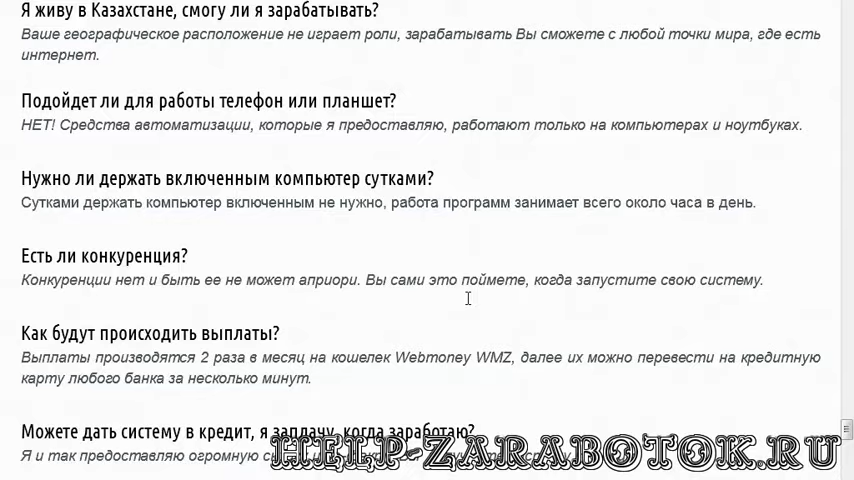 Я живу в Казахстане, смогу ли я зарабатывать?
Ваше географическое расположение не играет роли, зарабатывать Вы сможете с любой точки мира, где есть
интернет.
Подойдет ли для работы телефон или планшет?
НЕТ! Средства автоматизации, которые я предоставляю, работают только на компьютерах и ноутбуках.
Нужно ли держать включенным компьютер сутками?
Сутками держать компьютер включенным не нужно, работа программ занимает всего около часа в день.
Есть ли конкуренция?
Конкуренции нет и быть ее не может априори. Вы сами это поймете, когда запустите свою систему.
Как будут происходить выплаты?
Выплаты производятся 2 раза в месяц на кошелек Webmoney WMZ, далее их можно перевести на кредитную
карту любого банка за несколько минут.
Можете дать систему в кредит, я заплачу, когда заработаю?
Я и так предоставляю огромную
HELP-ZARABOTOK.RU